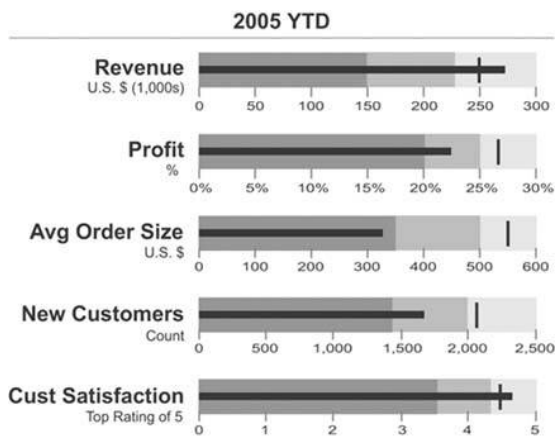 2005 YTD
Revenue
U.S. $ (1,000s)
0 50 100 150 200 250 300
Profit
%
0% 5% 10% 15% 20% 25% 30%
Avg Order Size
U.S. $
0 100 200 300 400 500 600
New Customers
Count
0 500 1,000 1,500 2,000 2,500
Cust Satisfaction
Top Rating of 5
0 1 2 3 4 5